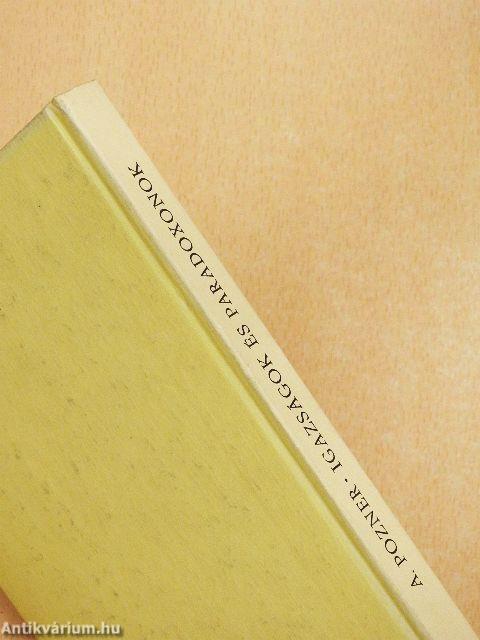 A. POZNER · IGAZSÁGOK ÉS PARADOXONOK
Antikvárium.hu